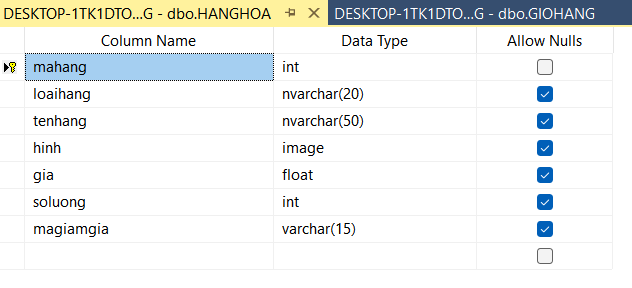 DESKTOP-1TK1DTO...G - dbo.HANGHOA DESKTOP-1TK1DTO...G - dbo.GIOHANG
Column Name Data Type Allow Nulls
mahang int
loaihang nvarchar(20)
tenhang nvarchar(50)
hinh image
gia float
soluong int
magiamgia varchar(15)